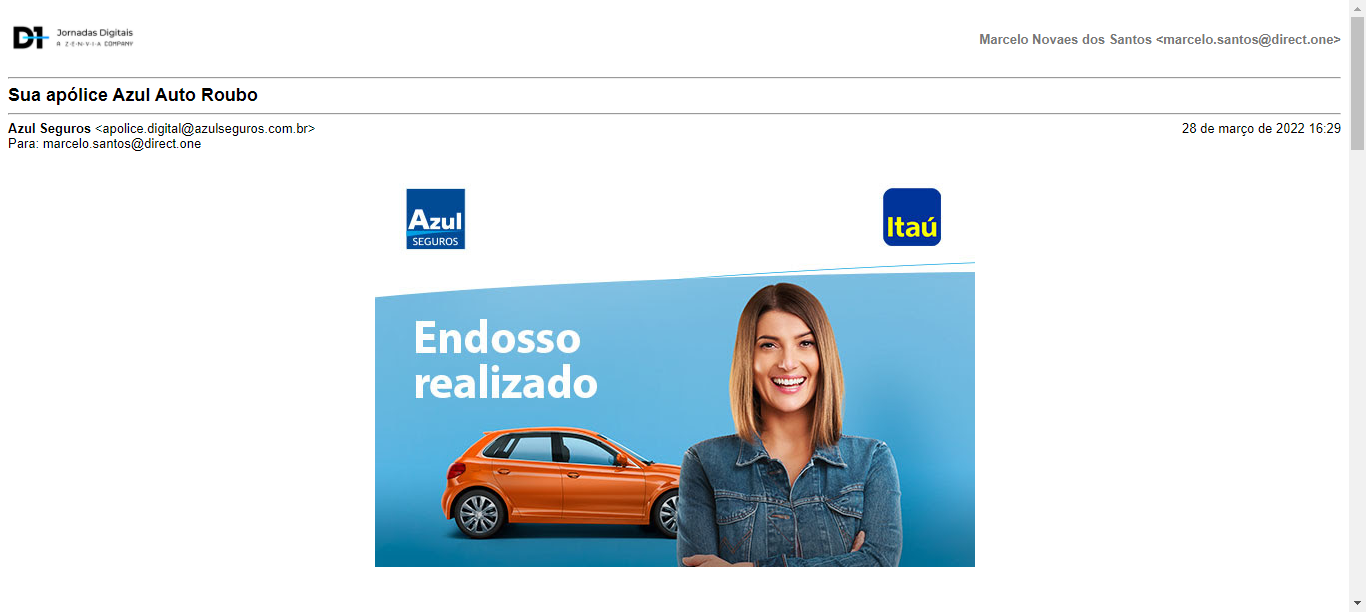 D1 Jornadas Digitais
A Z-E-N-V-I-A COMPANY
Marcelo Novaes dos Santos <marcelo.santos@direct.one>
Sua apólice Azul Auto Roubo
Azul Seguros <apolice.digital@azulseguros.com.br>
28 de março de 2022 16:29
Para: marcelo.santos@direct.one
Azul
SEGUROS
Itaú
Endosso
realizado